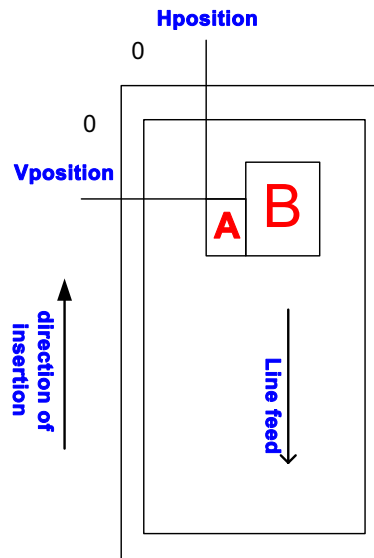 Hposition
0
0
Vposition
A
B
direction of
insertion
Line feed